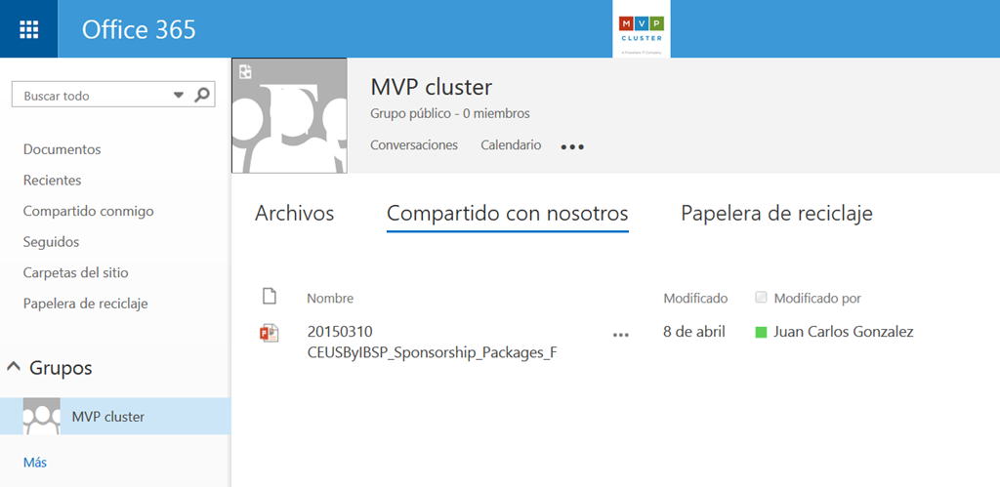 Office 365
M V P
CLUSTER
Buscar todo
Documentos
Recientes
Compartido conmigo
Seguidos
Carpetas del sitio
Papelera de reciclaje
Grupos
MVP cluster
Más
MVP cluster
Grupo público - 0 miembros
Conversaciones Calendario •••
Archivos Compartido con nosotros Papelera de reciclaje
Nombre Modificado Modificado por
20150310 ••• 8 de abril Juan Carlos Gonzalez
CEUSByIBSP_Sponsorship_Packages_F